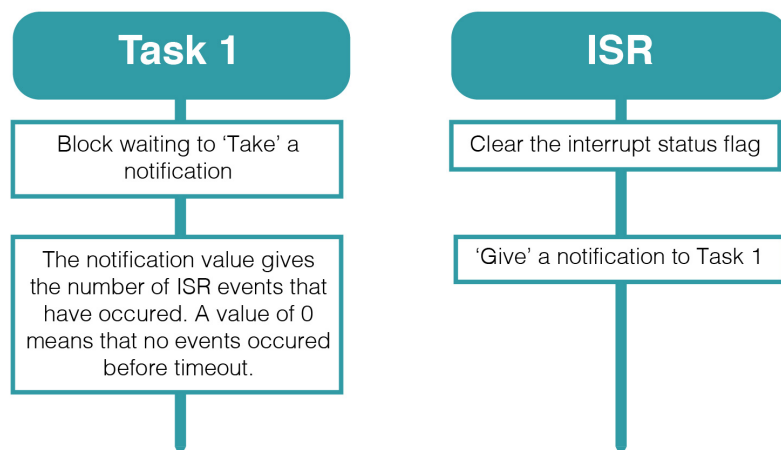 Task 1
Block waiting to ‘Take’ a
notification
The notification value gives
the number of ISR events that
have occured. A value of 0
means that no events occured
before timeout.
ISR
Clear the interrupt status flag
‘Give’ a notification to Task 1